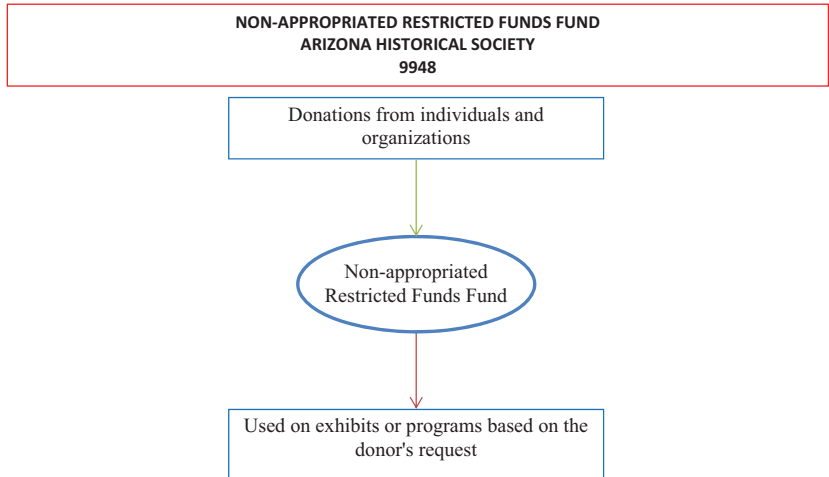 NON-APPROPRIATED RESTRICTED FUNDS FUND
ARIZONA HISTORICAL SOCIETY
9948
Donations from individuals and
organizations
Non-appropriated
Restricted Funds Fund
Used on exhibits or programs based on the
donor's request